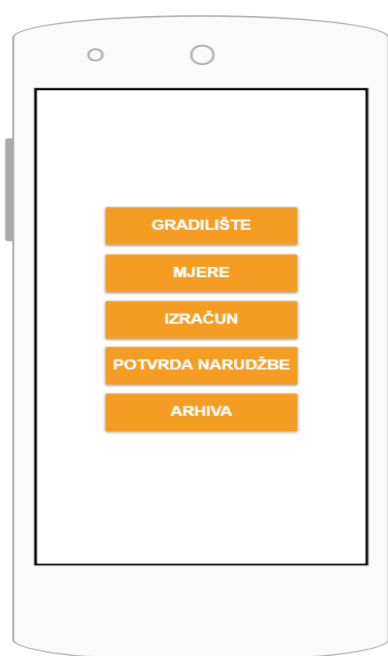 GRADILIŠTE
MJERE
IZRAČUN
POTVRDA NARUDŽBE
ARHIVA